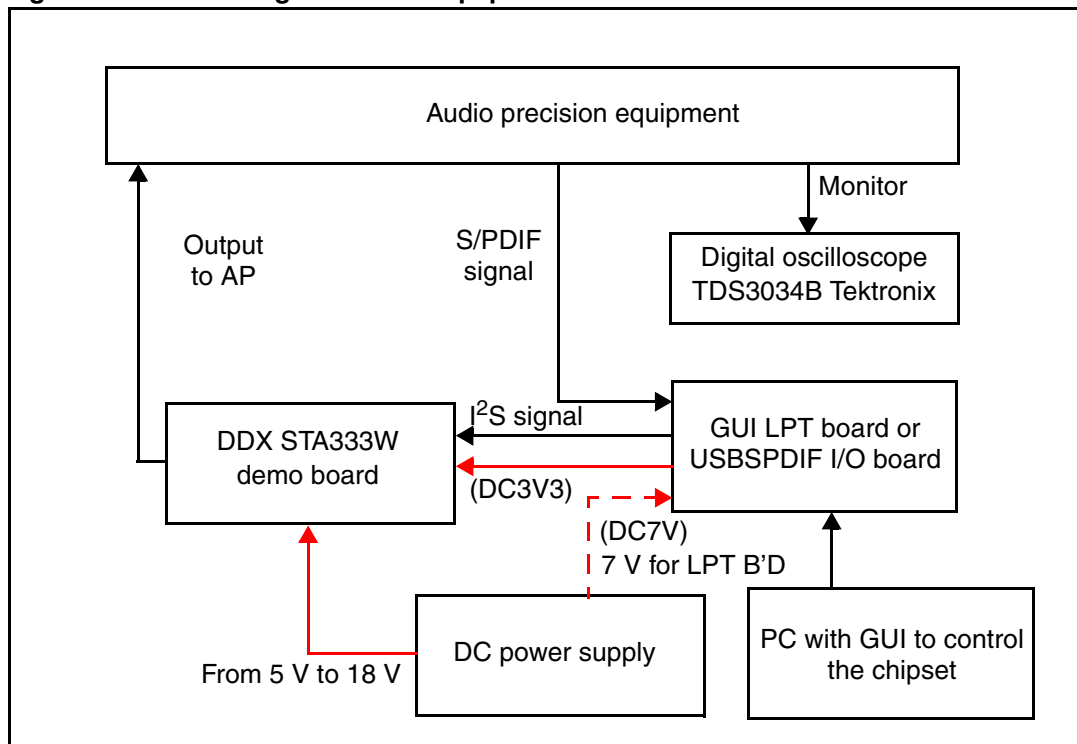 Audio precision equipment
Monitor
Output
to AP
S/PDIF
signal
Digital oscilloscope
TDS3034B Tektronix
I²S signal
DDX STA333W
demo board
GUI LPT board or
USBSPDIF I/O board
(DC3V3)
(DC7V)
7 V for LPT B'D
DC power supply
From 5 V to 18 V
PC with GUI to control
the chipset